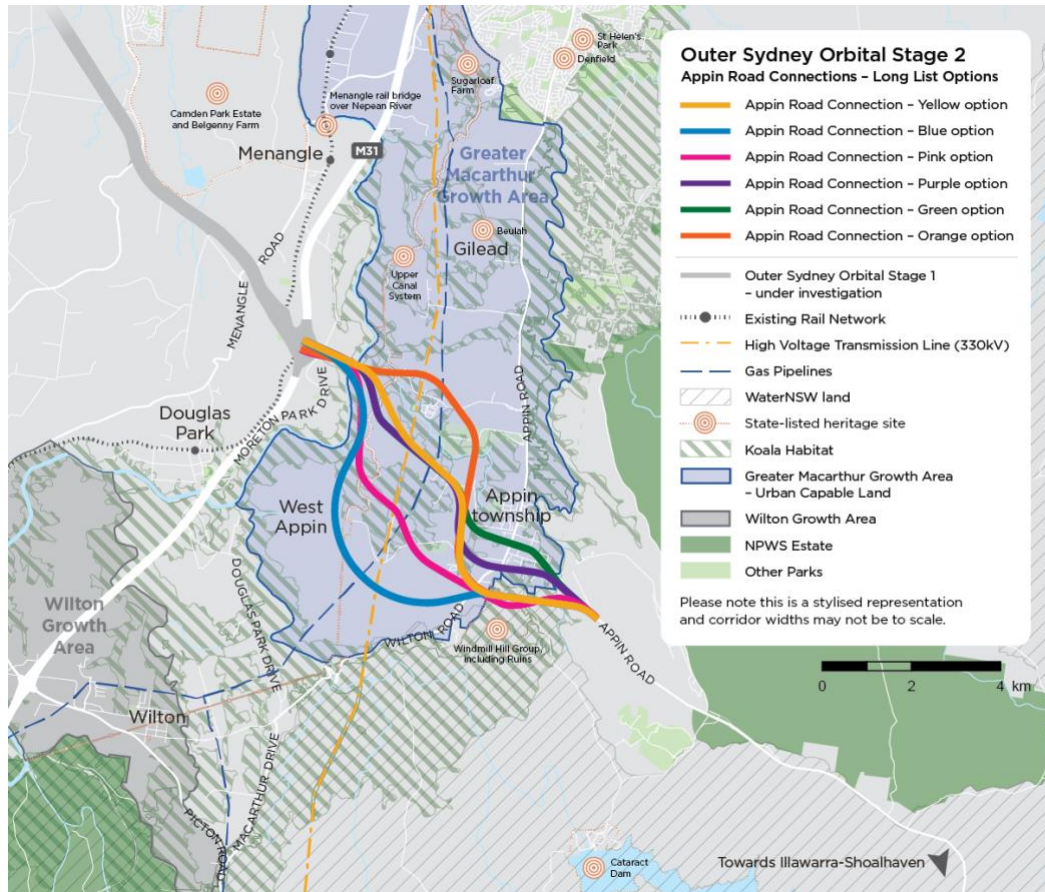 St Helen's
Park
Denfield
Sugarloaf
Farm
Camden Park Estate
and Belgenny Farm
Menangle rail bridge
over Nepean River
Menangle
M31
Greater
Macarthur
Growth Area
Beulah
Gilead
Upper
Canal
System
MENANGLE ROAD
APPIN ROAD
MORETON PARK DRIVE
Douglas
Park
West
Appin
Appin
township
DOUGLAS PARK DRIVE
WILTON ROAD
Windmill Hill Group,
including Ruins
APPIN ROAD
Wilton
Growth
Area
Wilton
MACARTHUR DRIVE
PICTON ROAD
Cataract
Dam
Towards Illawarra-Shoalhaven
Outer Sydney Orbital Stage 2
Appin Road Connections – Long List Options
Appin Road Connection – Yellow option
Appin Road Connection – Blue option
Appin Road Connection – Pink option
Appin Road Connection – Purple option
Appin Road Connection – Green option
Appin Road Connection – Orange option
Outer Sydney Orbital Stage 1
– under investigation
Existing Rail Network
High Voltage Transmission Line (330kV)
Gas Pipelines
WaterNSW land
State-listed heritage site
Koala Habitat
Greater Macarthur Growth Area
– Urban Capable Land
Wilton Growth Area
NPWS Estate
Other Parks
Please note this is a stylised representation
and corridor widths may not be to scale.
0 2 4 km